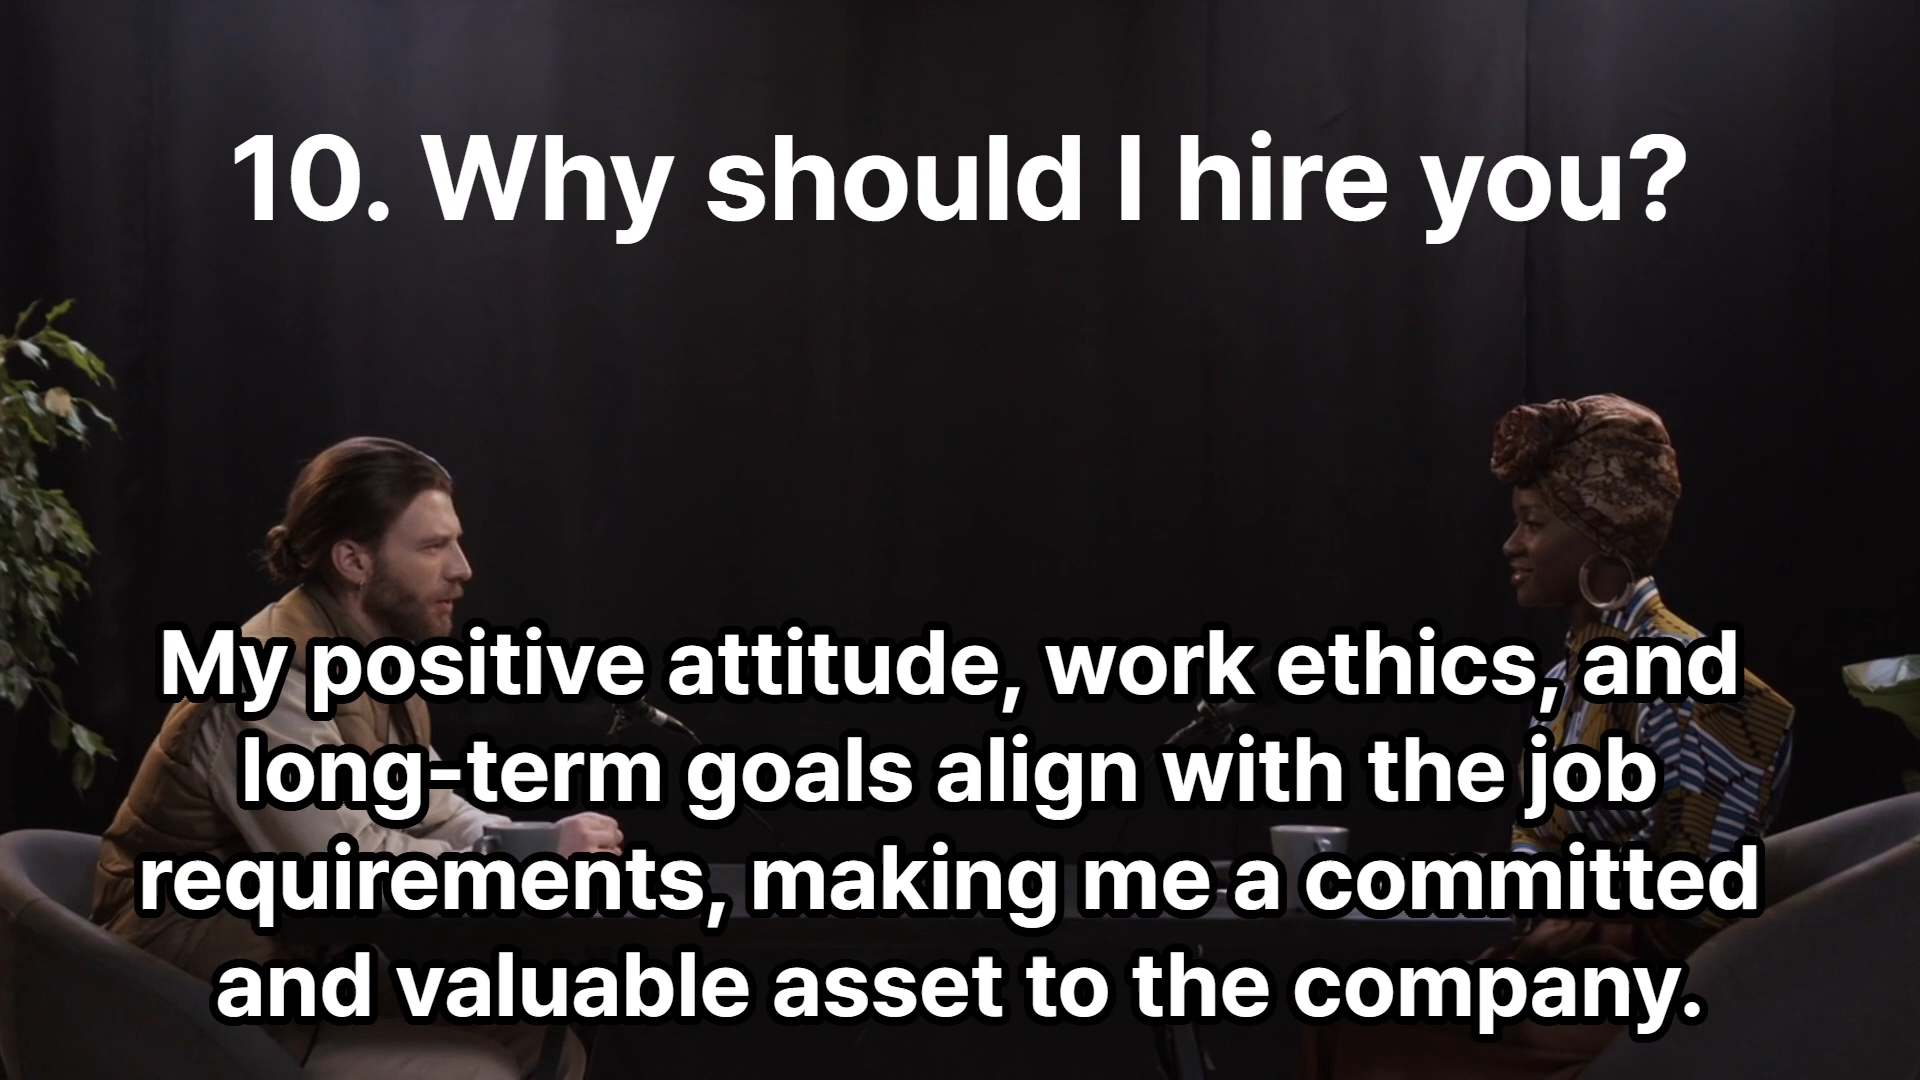 10. Why should I hire you?
My positive attitude, work ethics, and
long-term goals align with the job
requirements, making me a committed
and valuable asset to the company.